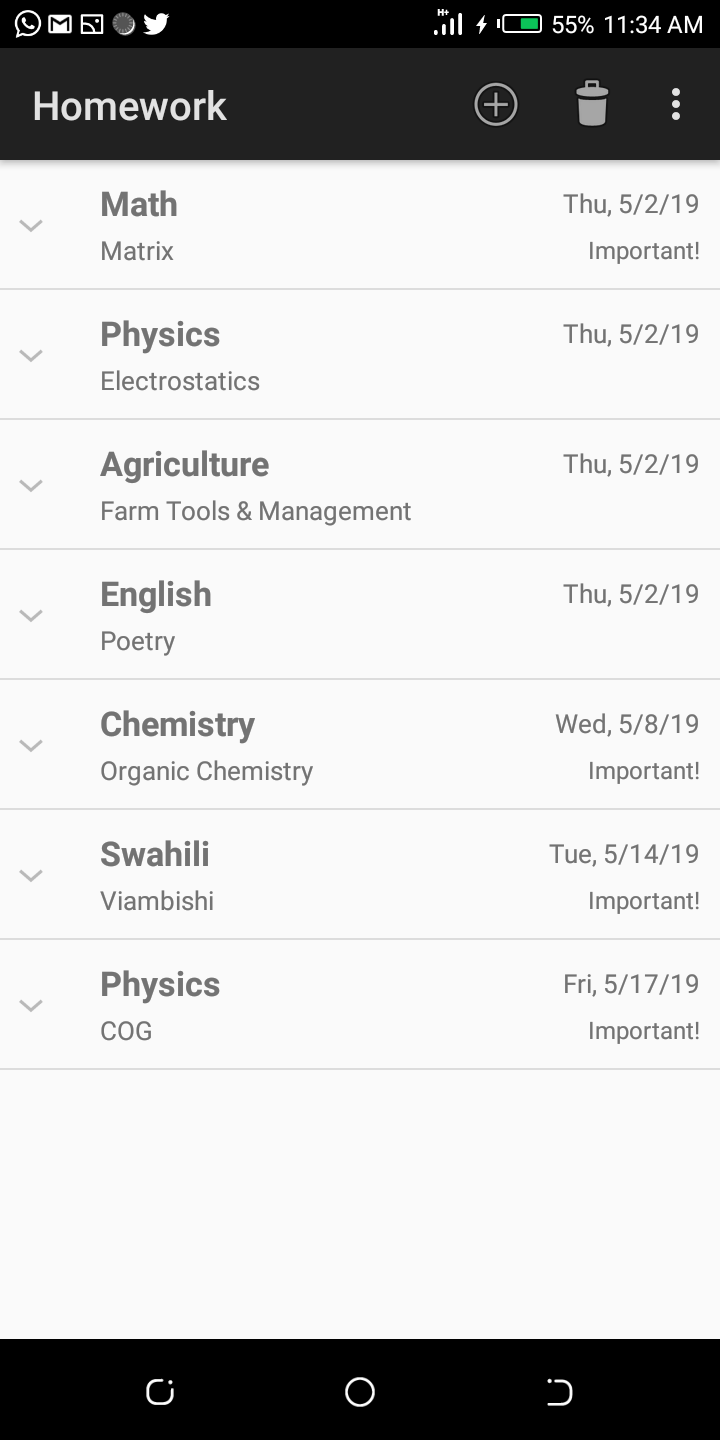 H+ 55% 11:34 AM
Homework
Math Thu, 5/2/19
Matrix Important!
Physics Thu, 5/2/19
Electrostatics
Agriculture Thu, 5/2/19
Farm Tools & Management
English Thu, 5/2/19
Poetry
Chemistry Wed, 5/8/19
Organic Chemistry Important!
Swahili Tue, 5/14/19
Viambishi Important!
Physics Fri, 5/17/19
COG Important!